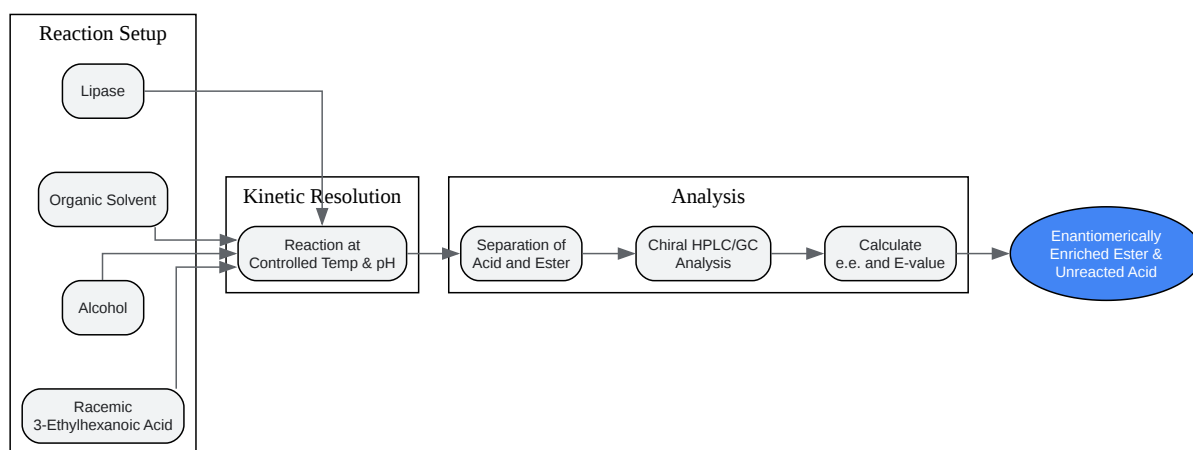 Reaction Setup
Lipase
Organic Solvent
Alcohol
Racemic
3-Ethylhexanoic Acid
Kinetic Resolution
Reaction at
Controlled Temp & pH
Analysis
Separation of
Acid and Ester
Chiral HPLC/GC
Analysis
Calculate
e.e. and E-value
Enantiomerically
Enriched Ester &
Unreacted Acid